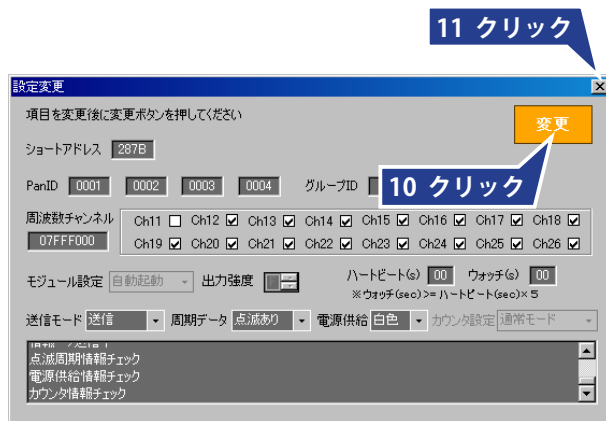 11 クリック
設定変更
項目を変更後に変更ボタンを押してください
変更
ショートアドレス 287B
10 クリック
PanID 0001 0002 0003 0004 グループID
周波数チャンネル Ch11 Ch12 Ch13 Ch14 Ch15 Ch16 Ch17 Ch18
07FFF000 Ch19 Ch20 Ch21 Ch22 Ch23 Ch24 Ch25 Ch26
モジュール設定 自動起動 出力強度 ハートビート(s) 00 ウォッチ(s) 00
※ウォッチ(sec)>=ハートビート(sec)×5
送信モード 送信 周期データ 点滅あり 電源供給 白色 カウンタ設定 通常モード
点滅周期情報チェック
電源供給情報チェック
カウンタ情報チェック